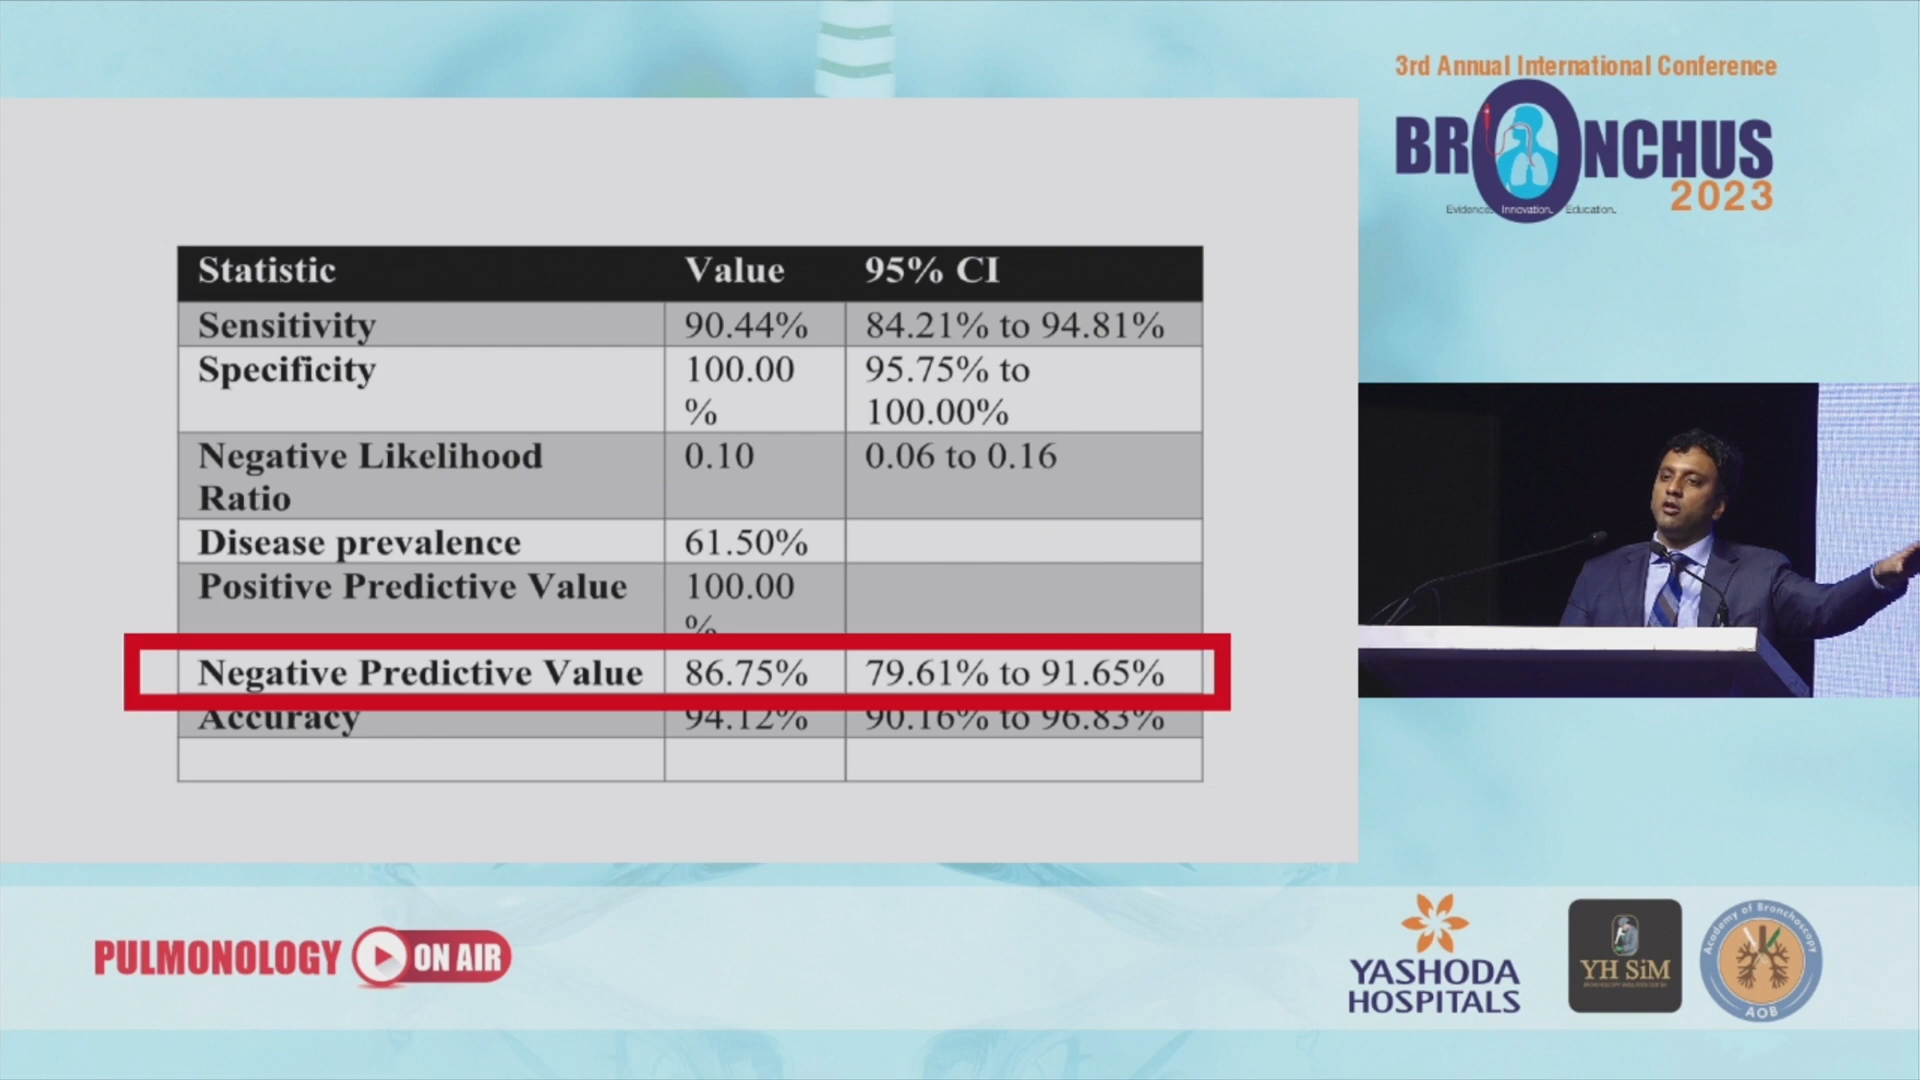 3rd Annual International Conference
BRONCHUS
2023
Evidence. Innovation. Education.
Statistic Value 95% CI
Sensitivity 90.44% 84.21% to 94.81%
Specificity 100.00 95.75% to
% 100.00%
Negative Likelihood 0.10 0.06 to 0.16
Ratio
Disease prevalence 61.50%
Positive Predictive Value 100.00
%
Negative Predictive Value 86.75% 79.61% to 91.65%
Accuracy 94.12% 90.16% to 96.83%
PULMONOLOGY ON AIR
YASHODA
HOSPITALS
YH SiM
Academy of Bronchoscopy
AOB